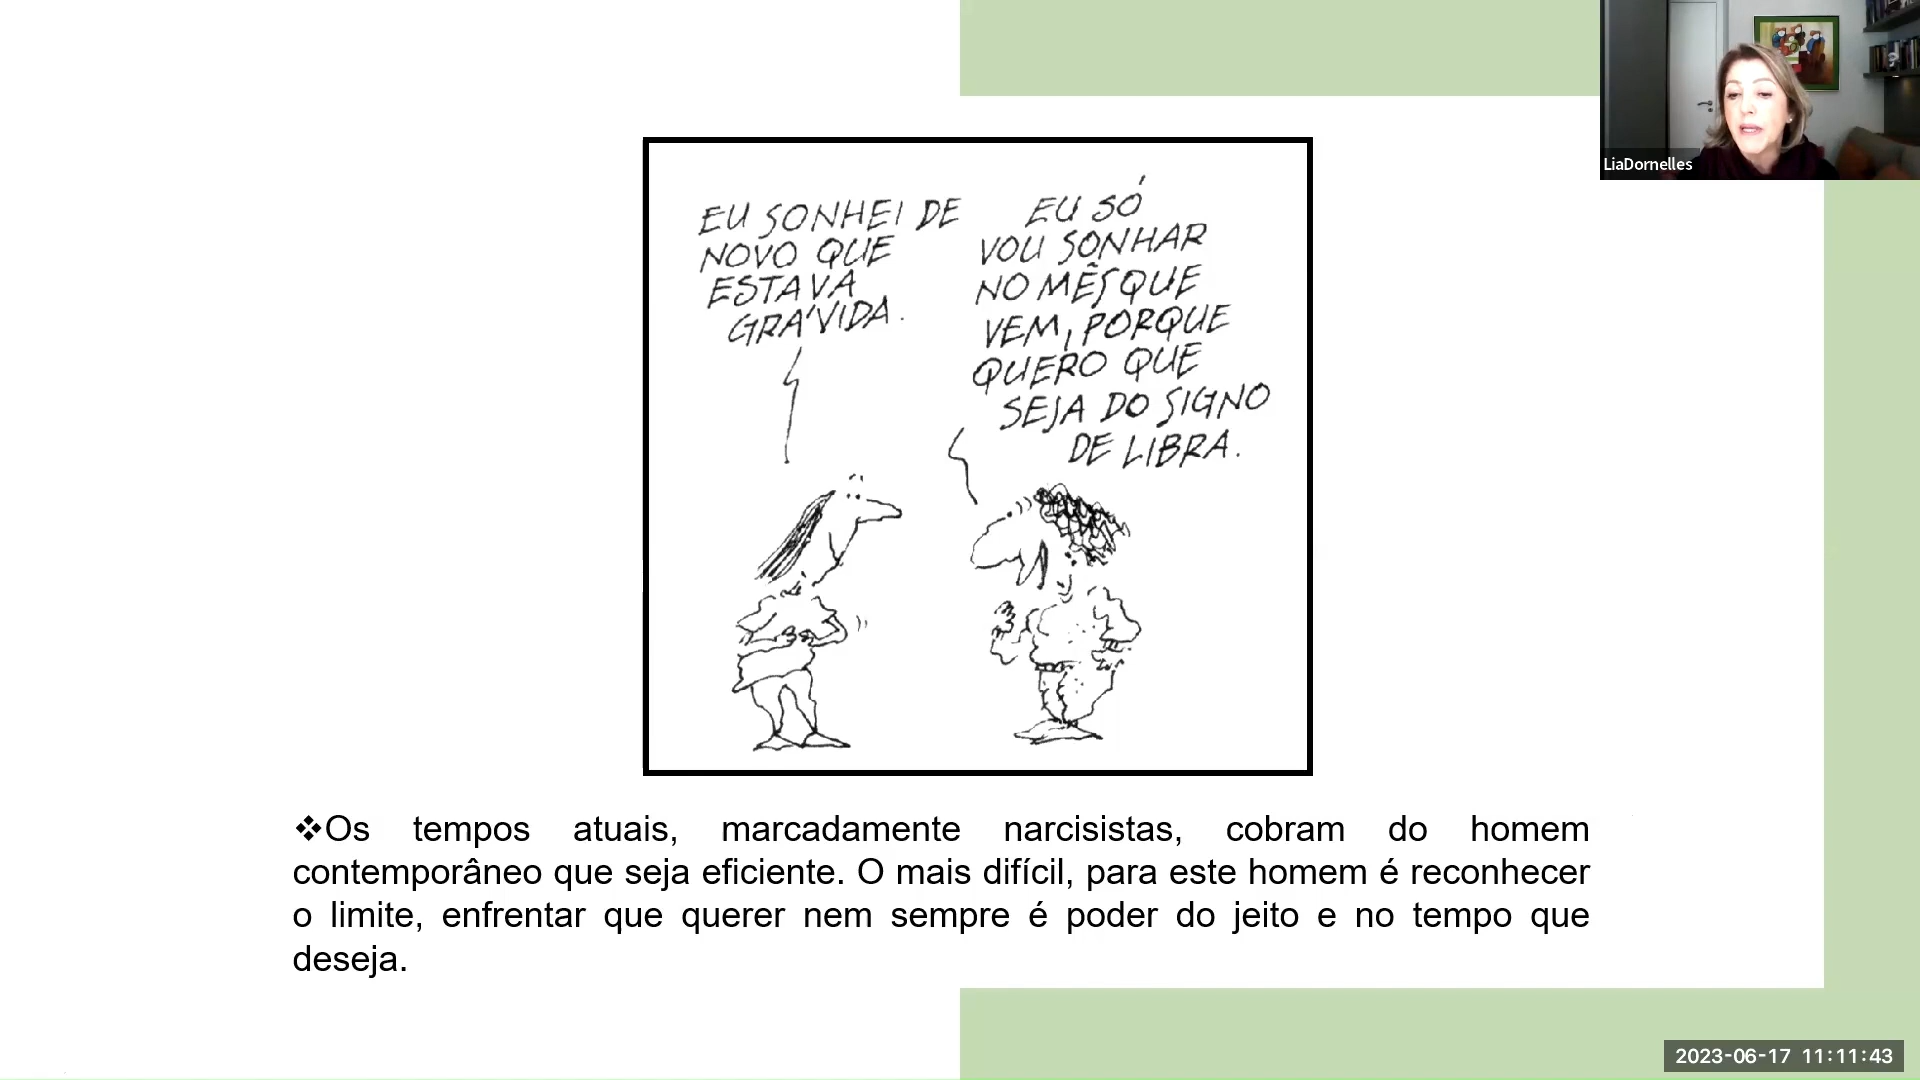 LiaDornelles
EU SONHEI DE
NOVO QUE
ESTAVA
GRÁVIDA.
EU SÓ
VOU SONHAR
NO MÊS QUE
VEM, PORQUE
QUERO QUE
SEJA DO SIGNO
DE LIBRA.
❖Os tempos atuais, marcadamente narcisistas, cobram do homem
contemporâneo que seja eficiente. O mais difícil, para este homem é reconhecer
o limite, enfrentar que querer nem sempre é poder do jeito e no tempo que
deseja.
2023-06-17 11:11:43